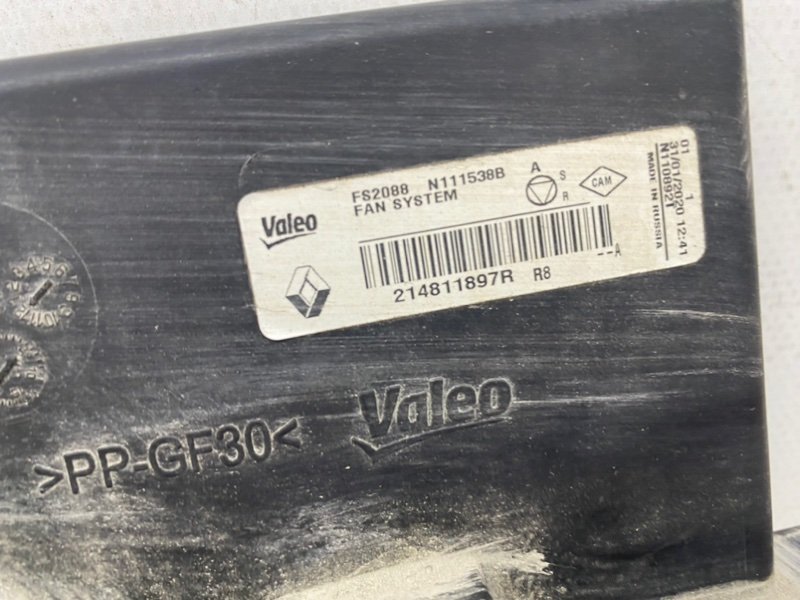 Valeo
FS2088 N111538B
FAN SYSTEM
A
S
R
CAM
214811897R R8 --A
01 1
31/01/2020 12:41
N1108921
MADE IN RUSSIA
>PP-GF30<
Valeo